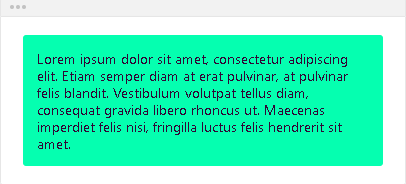 Lorem ipsum dolor sit amet, consectetur adipiscing
elit. Etiam semper diam at erat pulvinar, at pulvinar
felis blandit. Vestibulum volutpat tellus diam,
consequat gravida libero rhoncus ut. Maecenas
imperdiet felis nisi, fringilla luctus felis hendrerit sit
amet.